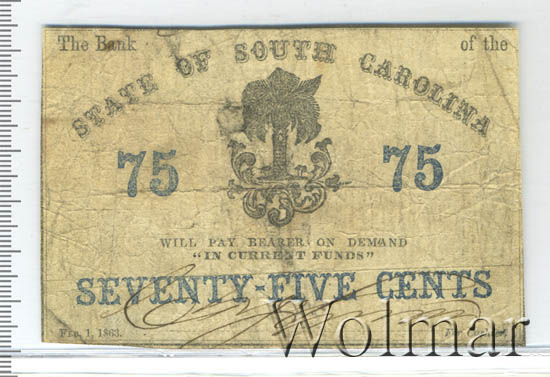 The Bank of the
STATE OF SOUTH CAROLINA
75 75
WILL PAY BEARER ON DEMAND
"IN CURRENT FUNDS"
SEVENTY-FIVE CENTS
FEB. 1, 1863.
Wolmar